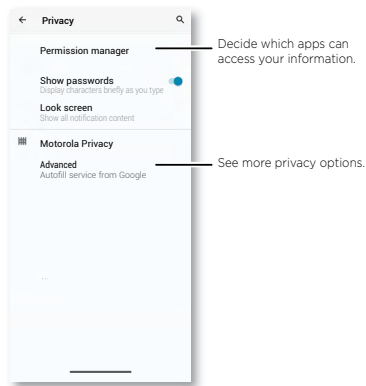 Privacy
Permission manager
Decide which apps can
access your information.
Show passwords
Display characters briefly as you type
Look screen
Show all notification content
Motorola Privacy
Advanced
Autofill service from Google
See more privacy options.
...